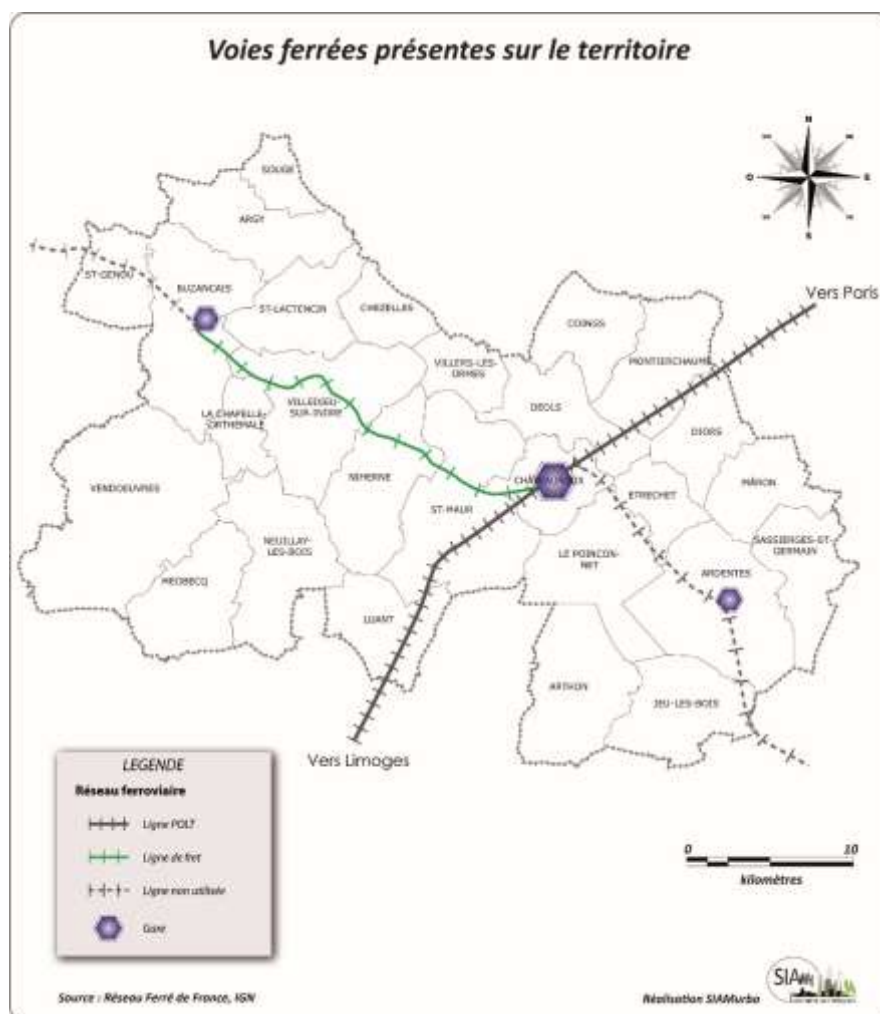 Voies ferrées présentes sur le territoire
N
O
E
S
SOUGE
ARGY
ST-GENOU
BUZANCAIS
ST-LACTENCIN
CHEZELLES
COINGS
Vers Paris
MONTIERCHAUME
VILLERS-LES-
ORMES
DEOLS
LA CHAPELLE-
ORTHEMALE
VILLEDIEU-
SUR-INDRE
DIORS
VENDOEUVRES
NIHERNE
ETRECHET
MÂRON
ST-MAUR
SASSIERGES-ST-
GERMAIN
NEUILLAY-
LES-BOIS
LE POINCON-
NET
MEOBECQ
ARDENTES
LUANT
ARTHON
JEU-LES-BOIS
Vers Limoges
LEGENDE
Réseau ferroviaire
Ligne POLT
Ligne de fret
Ligne non utilisée
Gare
0
10
kilomètres
Source : Réseau Ferré de France, IGN
Réalisation SIAMurba